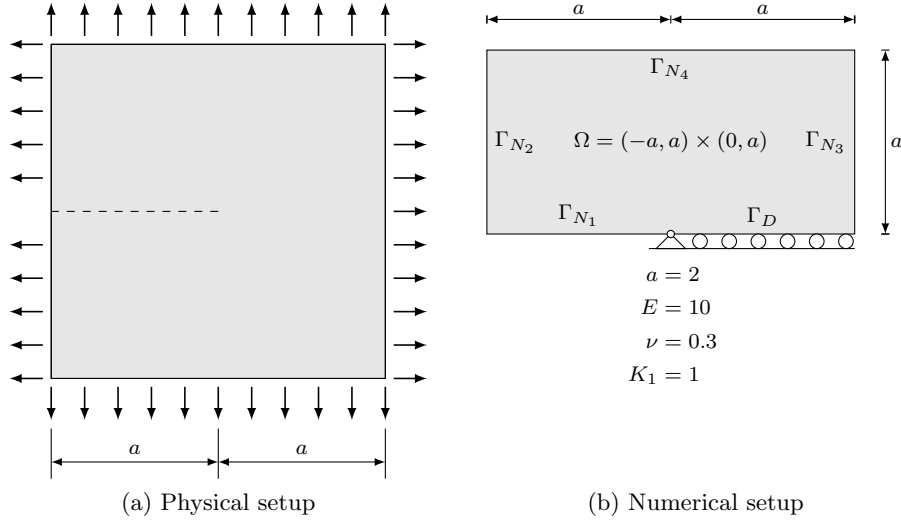 a a
a a
(a) Physical setup
a a
Γ_{N_4}
Γ_{N_2} Ω = (−a, a) × (0, a) Γ_{N_3}
a
Γ_{N_1} Γ_D
a = 2
E = 10
ν = 0.3
K_1 = 1
(b) Numerical setup